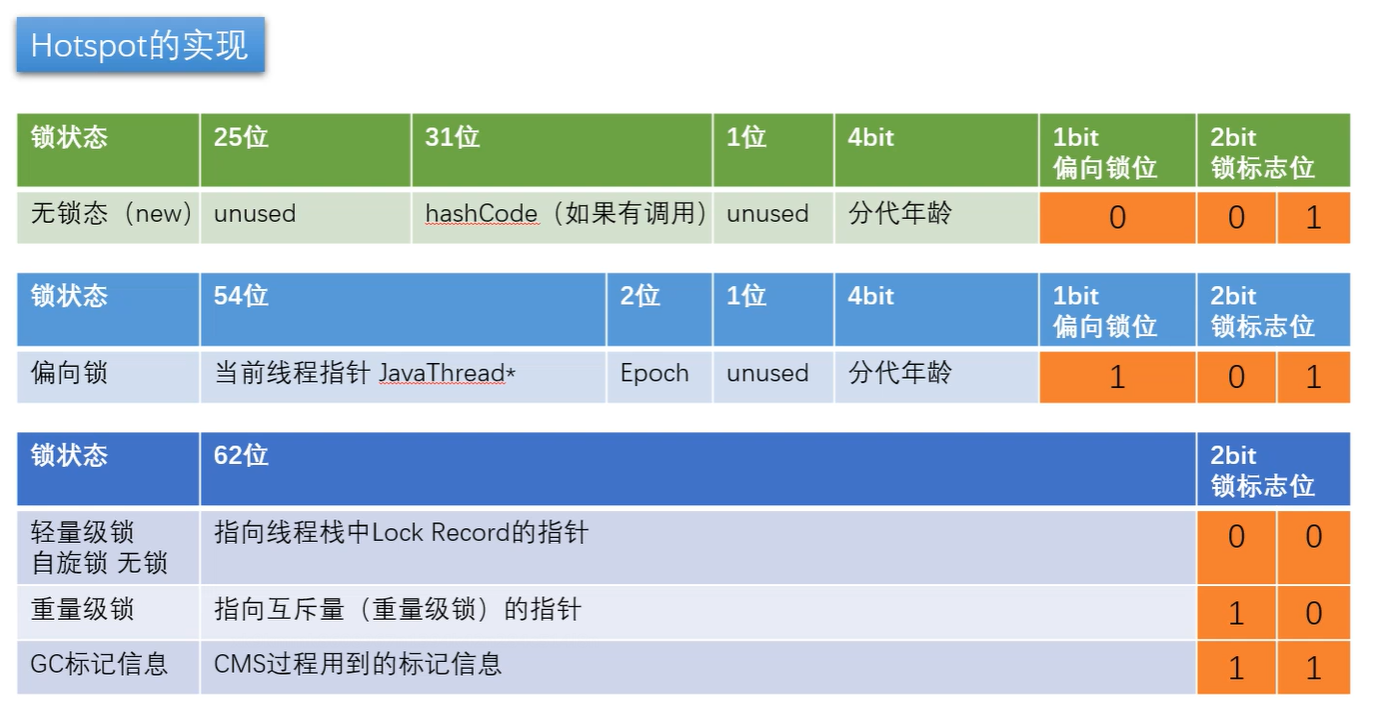 Hotspot的实现
锁状态 25位 31位 1位 4bit 1bit 2bit
偏向锁位 锁标志位
无锁态（new） unused hashCode（如果有调用） unused 分代年龄 0 0 1
锁状态 54位 2位 1位 4bit 1bit 2bit
偏向锁位 锁标志位
偏向锁 当前线程指针 JavaThread* Epoch unused 分代年龄 1 0 1
锁状态 62位 2bit
锁标志位
轻量级锁 指向线程栈中Lock Record的指针 0 0
自旋锁 无锁
重量级锁 指向互斥量（重量级锁）的指针 1 0
GC标记信息 CMS过程用到的标记信息 1 1